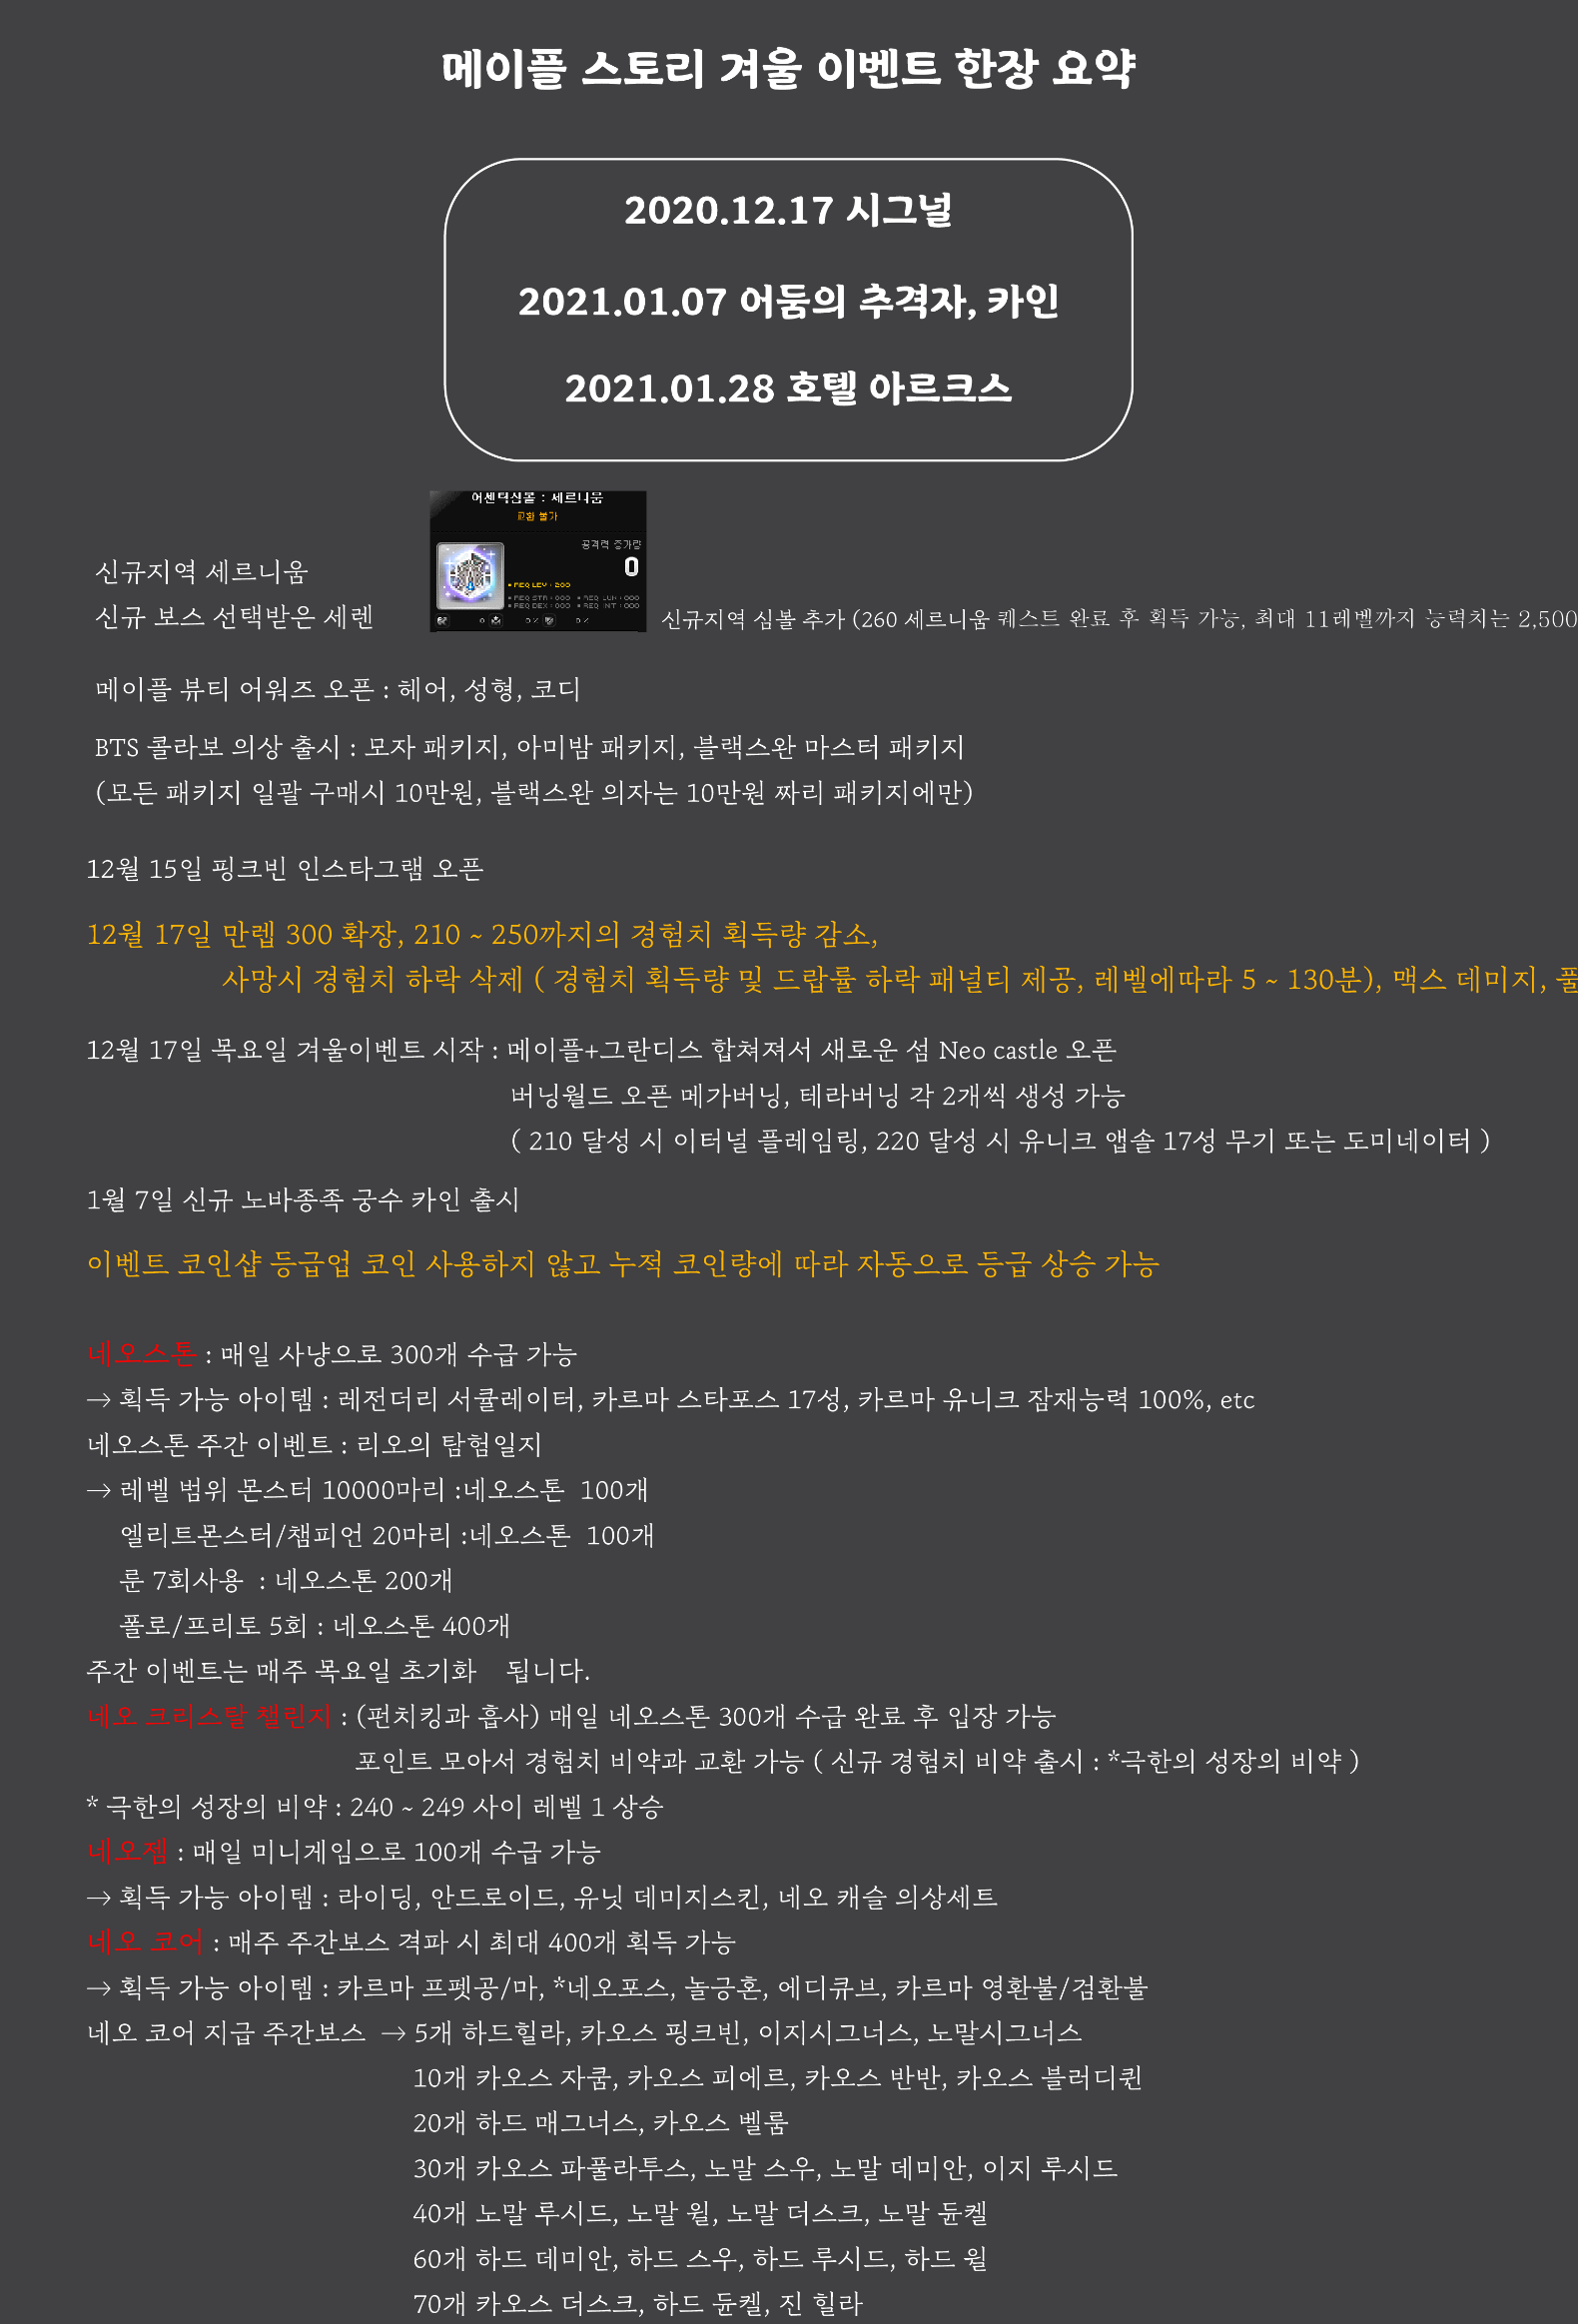 메이플 스토리 겨울 이벤트 한장 요약
2020.12.17 시그널
2021.01.07 어둠의 추격자, 카인
2021.01.28 호텔 아르크스
어센틱심볼 : 세르니움
교환 불가
공격력 증가량
0
• REQ LEV : 200
• REQ STR : 000 • REQ LUK : 000
• REQ DEX : 000 • REQ INT : 000
신규지역 세르니움
신규 보스 선택받은 세렌
신규지역 심볼 추가 (260 세르니움 퀘스트 완료 후 획득 가능, 최대 11레벨까지 능력치는 2,500
메이플 뷰티 어워즈 오픈 : 헤어, 성형, 코디
BTS 콜라보 의상 출시 : 모자 패키지, 아미밤 패키지, 블랙스완 마스터 패키지
(모든 패키지 일괄 구매시 10만원, 블랙스완 의자는 10만원 짜리 패키지에만)
12월 15일 핑크빈 인스타그램 오픈
12월 17일 만렙 300 확장, 210 ~ 250까지의 경험치 획득량 감소,
사망시 경험치 하락 삭제 ( 경험치 획득량 및 드랍률 하락 패널티 제공, 레벨에따라 5 ~ 130분), 맥스 데미지,
12월 17일 목요일 겨울이벤트 시작 : 메이플+그란디스 합쳐져서 새로운 섬 Neo castle 오픈
버닝월드 오픈 메가버닝, 테라버닝 각 2개씩 생성 가능
( 210 달성 시 이터널 플레임링, 220 달성 시 유니크 앱솔 17성 무기 또는 도미네이터 )
1월 7일 신규 노바종족 궁수 카인 출시
이벤트 코인샵 등급업 코인 사용하지 않고 누적 코인량에 따라 자동으로 등급 상승 가능
네오스톤 : 매일 사냥으로 300개 수급 가능
→ 획득 가능 아이템 : 레전더리 서큘레이터, 카르마 스타포스 17성, 카르마 유니크 잠재능력 100%, etc
네오스톤 주간 이벤트 : 리오의 탐험일지
→ 레벨 범위 몬스터 10000마리 :네오스톤 100개
엘리트몬스터/챔피언 20마리 :네오스톤 100개
룬 7회사용 : 네오스톤 200개
폴로/프리토 5회 : 네오스톤 400개
주간 이벤트는 매주 목요일 초기화 됩니다.
네오 크리스탈 챌린지 : (펀치킹과 흡사) 매일 네오스톤 300개 수급 완료 후 입장 가능
포인트 모아서 경험치 비약과 교환 가능 ( 신규 경험치 비약 출시 : *극한의 성장의 비약 )
* 극한의 성장의 비약 : 240 ~ 249 사이 레벨 1 상승
네오젬 : 매일 미니게임으로 100개 수급 가능
→ 획득 가능 아이템 : 라이딩, 안드로이드, 유닛 데미지스킨, 네오 캐슬 의상세트
네오 코어 : 매주 주간보스 격파 시 최대 400개 획득 가능
→ 획득 가능 아이템 : 카르마 프펫공/마, *네오포스, 놀긍혼, 에디큐브, 카르마 영환불/검환불
네오 코어 지급 주간보스 → 5개 하드힐라, 카오스 핑크빈, 이지시그너스, 노말시그너스
10개 카오스 자쿰, 카오스 피에르, 카오스 반반, 카오스 블러디퀸
20개 하드 매그너스, 카오스 벨룸
30개 카오스 파풀라투스, 노말 스우, 노말 데미안, 이지 루시드
40개 노말 루시드, 노말 윌, 노말 더스크, 노말 듄켈
60개 하드 데미안, 하드 스우, 하드 루시드, 하드 윌
70개 카오스 더스크, 하드 듄켈, 진 힐라